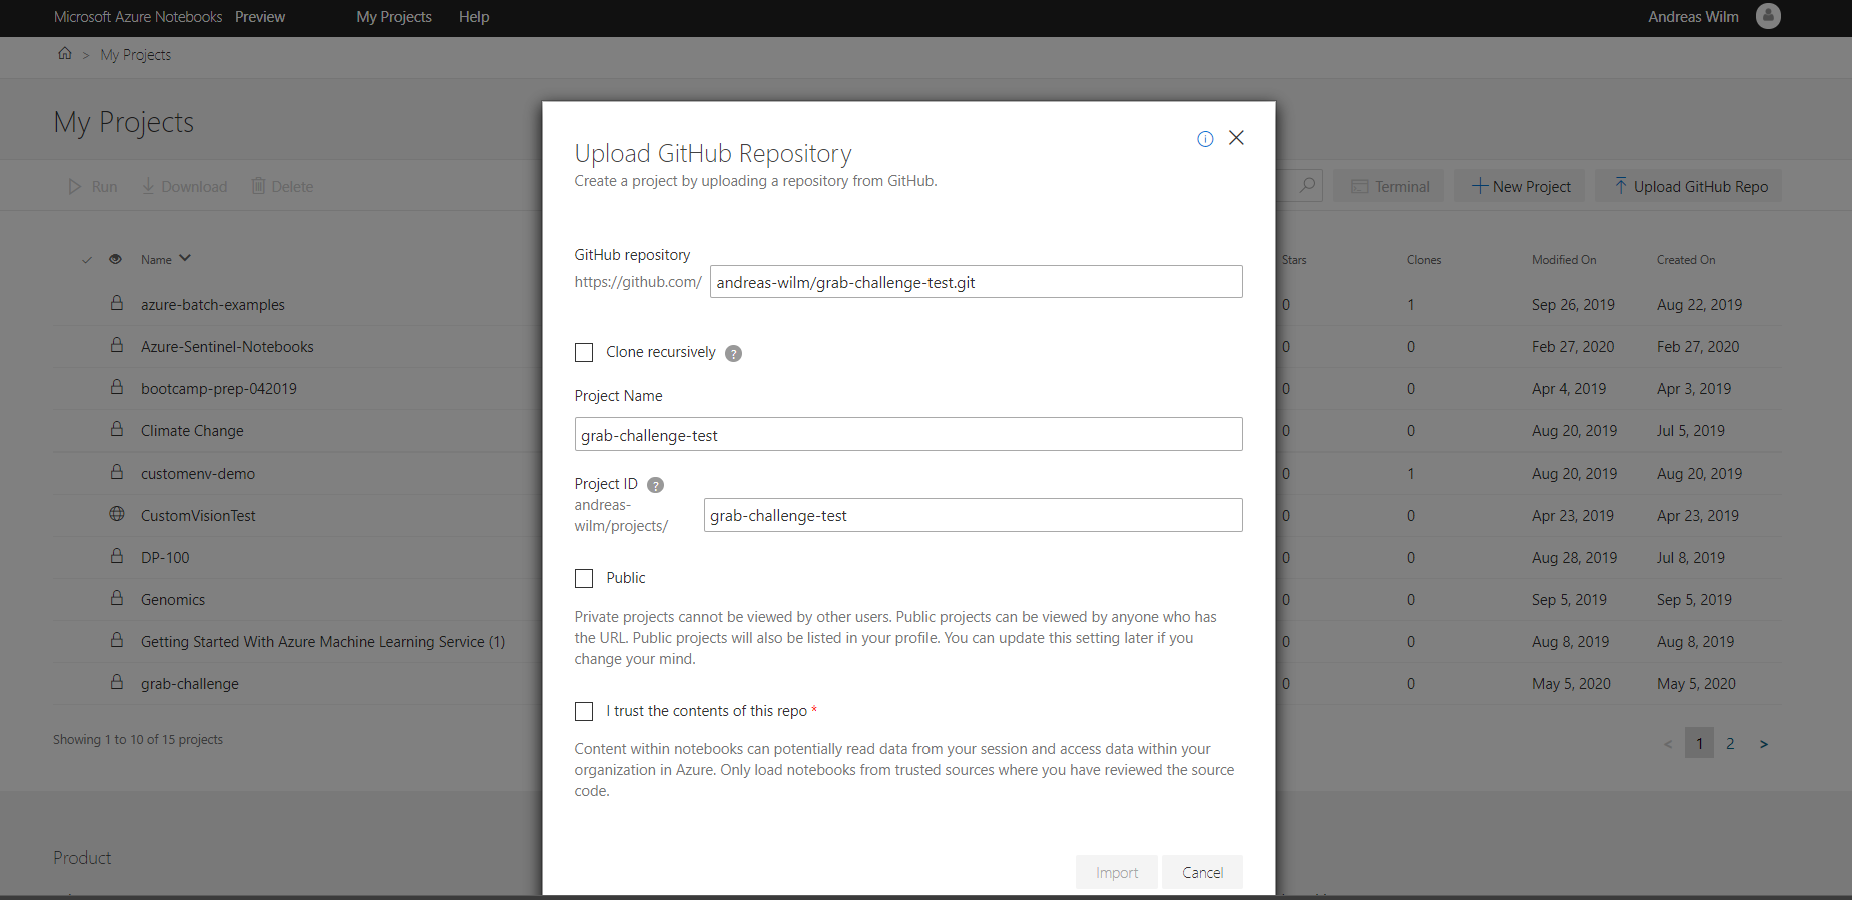 Microsoft Azure Notebooks Preview My Projects Help Andreas Wilm
> My Projects
My Projects
Run Download Delete Terminal New Project Upload GitHub Repo
Name Stars Clones Modified On Created On
azure-batch-examples 0 1 Sep 26, 2019 Aug 22, 2019
Azure-Sentinel-Notebooks 0 0 Feb 27, 2020 Feb 27, 2020
bootcamp-prep-042019 0 0 Apr 4, 2019 Apr 3, 2019
Climate Change 0 0 Aug 20, 2019 Jul 5, 2019
customenv-demo 0 1 Aug 20, 2019 Aug 20, 2019
CustomVisionTest 0 0 Apr 23, 2019 Apr 23, 2019
DP-100 0 0 Aug 28, 2019 Jul 8, 2019
Genomics 0 0 Sep 5, 2019 Sep 5, 2019
Getting Started With Azure Machine Learning Service (1) 0 0 Aug 8, 2019 Aug 8, 2019
grab-challenge 0 0 May 5, 2020 May 5, 2020
Showing 1 to 10 of 15 projects
< 1 2 >
Product
Upload GitHub Repository
Create a project by uploading a repository from GitHub.
GitHub repository
https://github.com/ andreas-wilm/grab-challenge-test.git
Clone recursively ?
Project Name
grab-challenge-test
Project ID ?
andreas-
wilm/projects/ grab-challenge-test
Public
Private projects cannot be viewed by other users. Public projects can be viewed by anyone who has
the URL. Public projects will also be listed in your profile. You can update this setting later if you
change your mind.
I trust the contents of this repo *
Content within notebooks can potentially read data from your session and access data within your
organization in Azure. Only load notebooks from trusted sources where you have reviewed the source
code.
Import Cancel